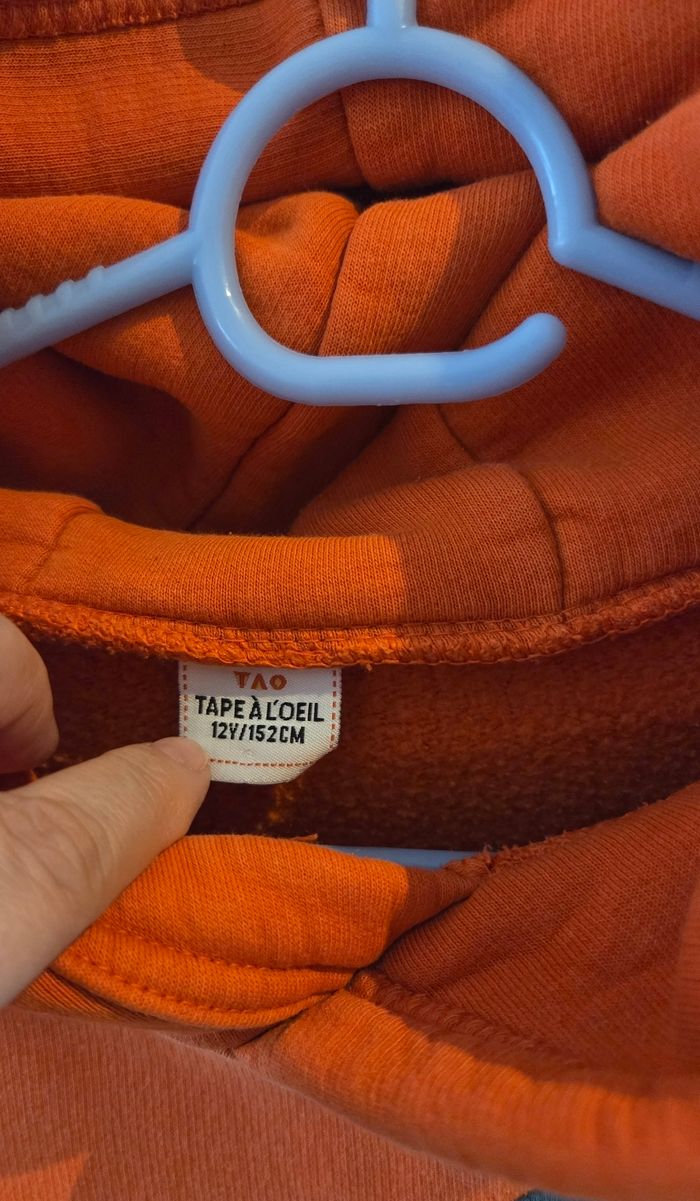 TAO
TAPE À L'OEIL
12Y/152CM